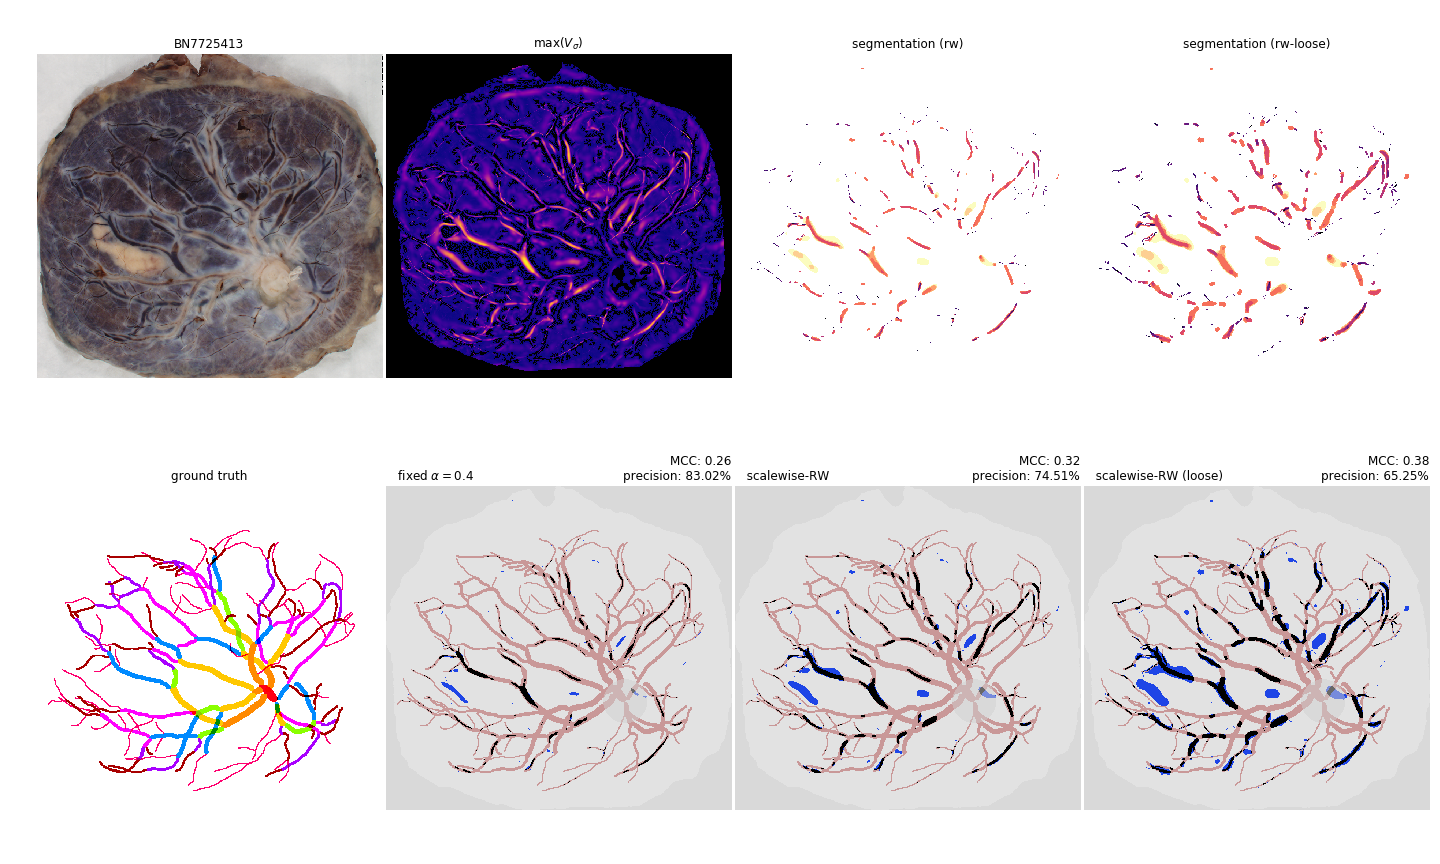 BN7725413
max(V_σ)
segmentation (rw)
segmentation (rw-loose)
ground truth
fixed α = 0.4
MCC: 0.26
precision: 83.02%
scalewise-RW
MCC: 0.32
precision: 74.51%
scalewise-RW (loose)
MCC: 0.38
precision: 65.25%